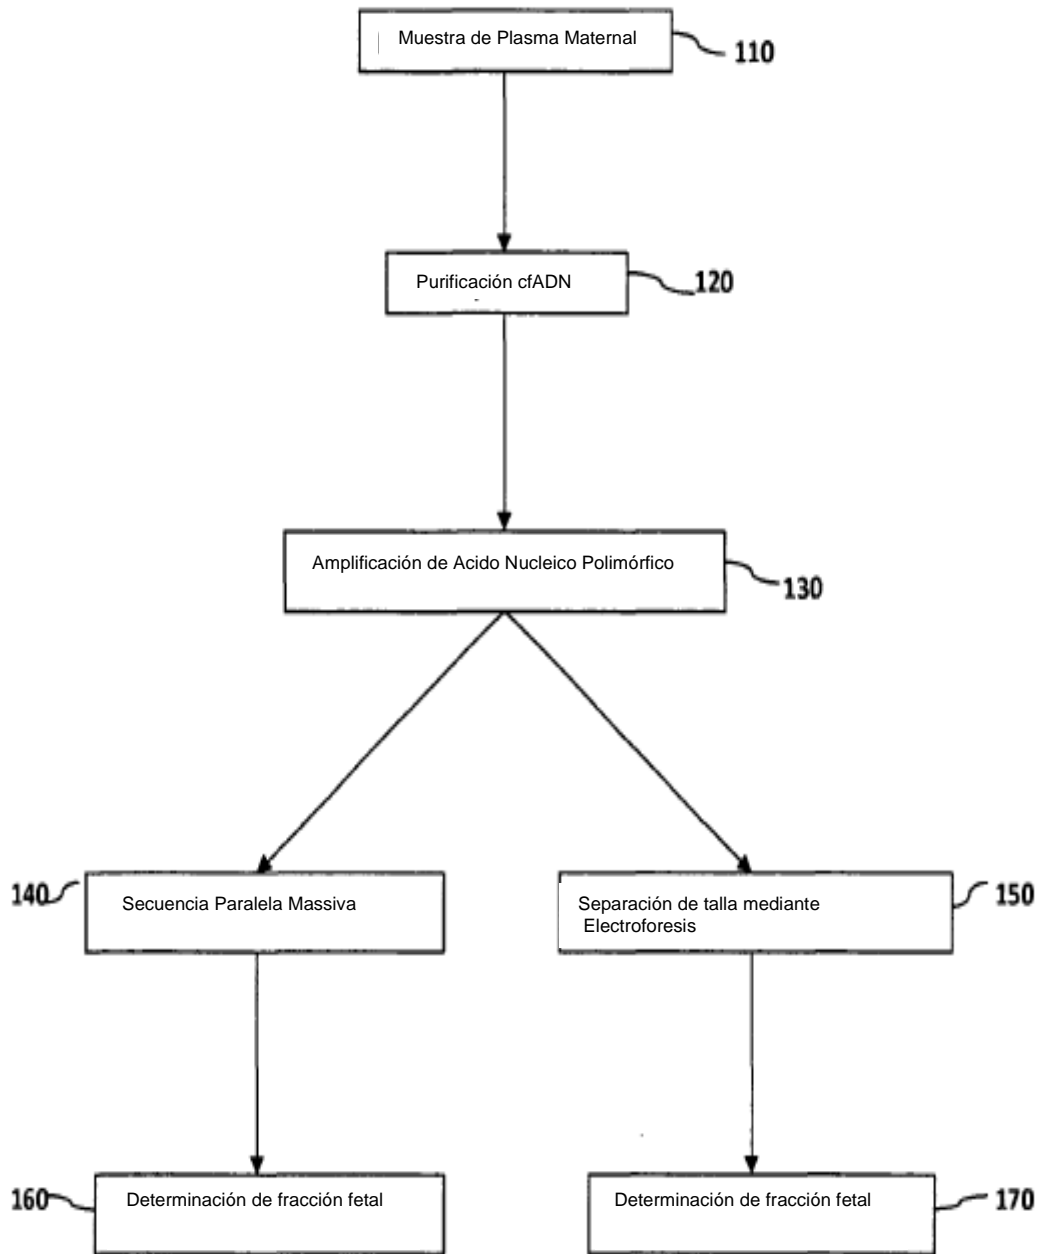 Muestra de Plasma Maternal
110
Purificación cfADN
120
Amplificación de Acido Nucleico Polimórfico
130
140
Secuencia Paralela Massiva
Separación de talla mediante
Electroforesis
150
160
Determinación de fracción fetal
Determinación de fracción fetal
170